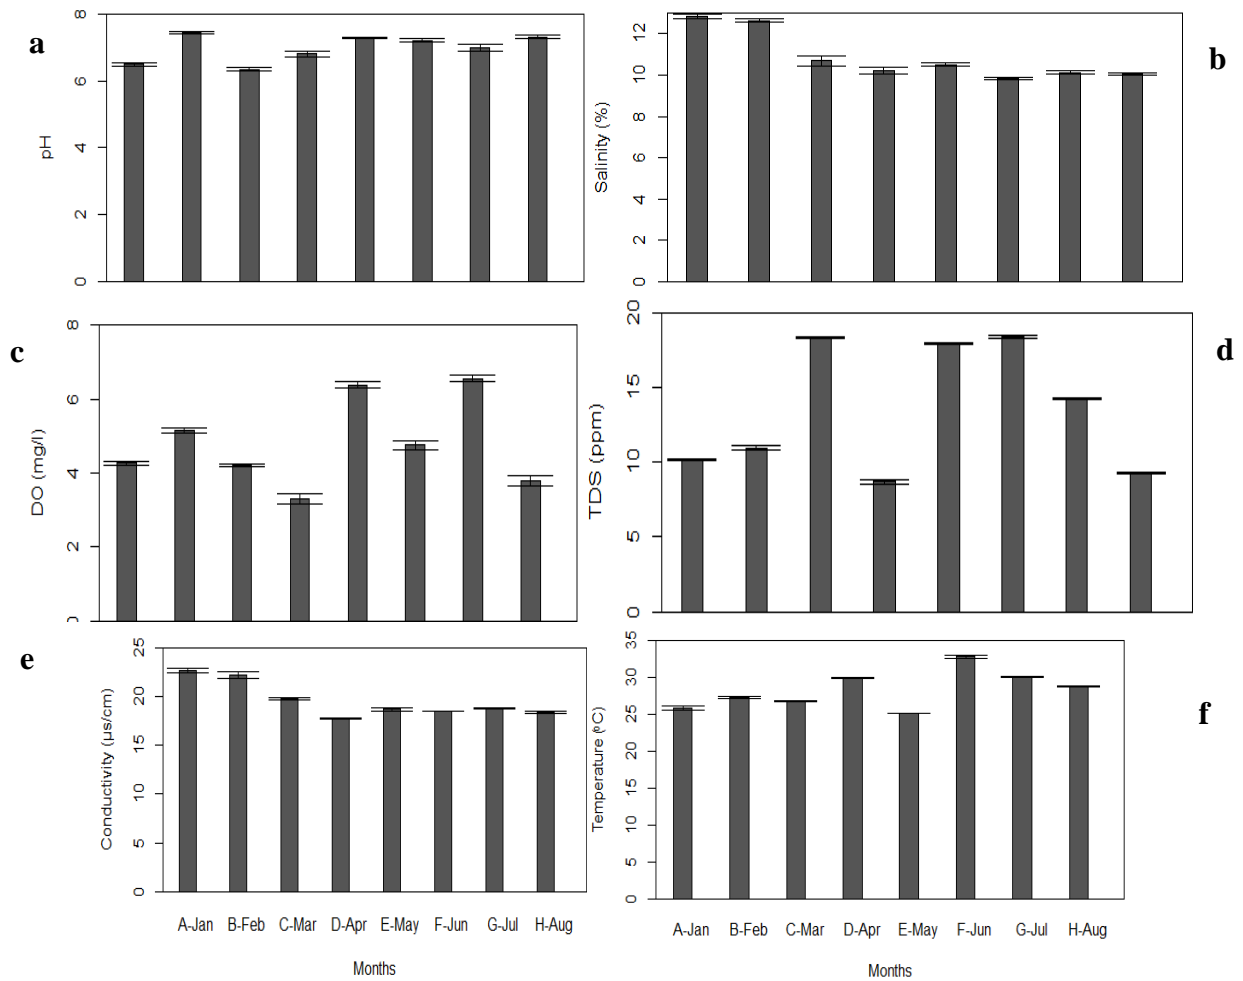 a
8
6
4
2
0
pH
b
12
10
8
6
4
2
0
Salinity (%)
c
8
6
4
2
0
DO (mg/l)
d
20
15
10
5
0
TDS (ppm)
e
25
20
15
10
5
0
Conductivity (µs/cm)
A-Jan B-Feb C-Mar D-Apr E-May F-Jun G-Jul H-Aug
Months
f
35
30
25
20
15
10
5
0
Temperature (ºC)
A-Jan B-Feb C-Mar D-Apr E-May F-Jun G-Jul H-Aug
Months